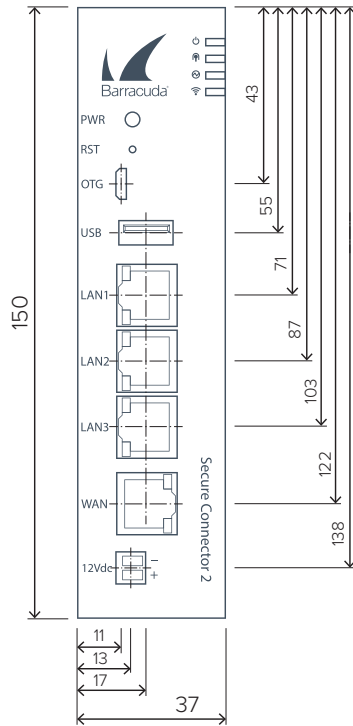 Barracuda
PWR
RST
OTG
USB
LAN1
LAN2
LAN3
WAN
12Vdc
−
+
Secure Connector 2
150
43
55
71
87
103
122
138
11
13
17
37